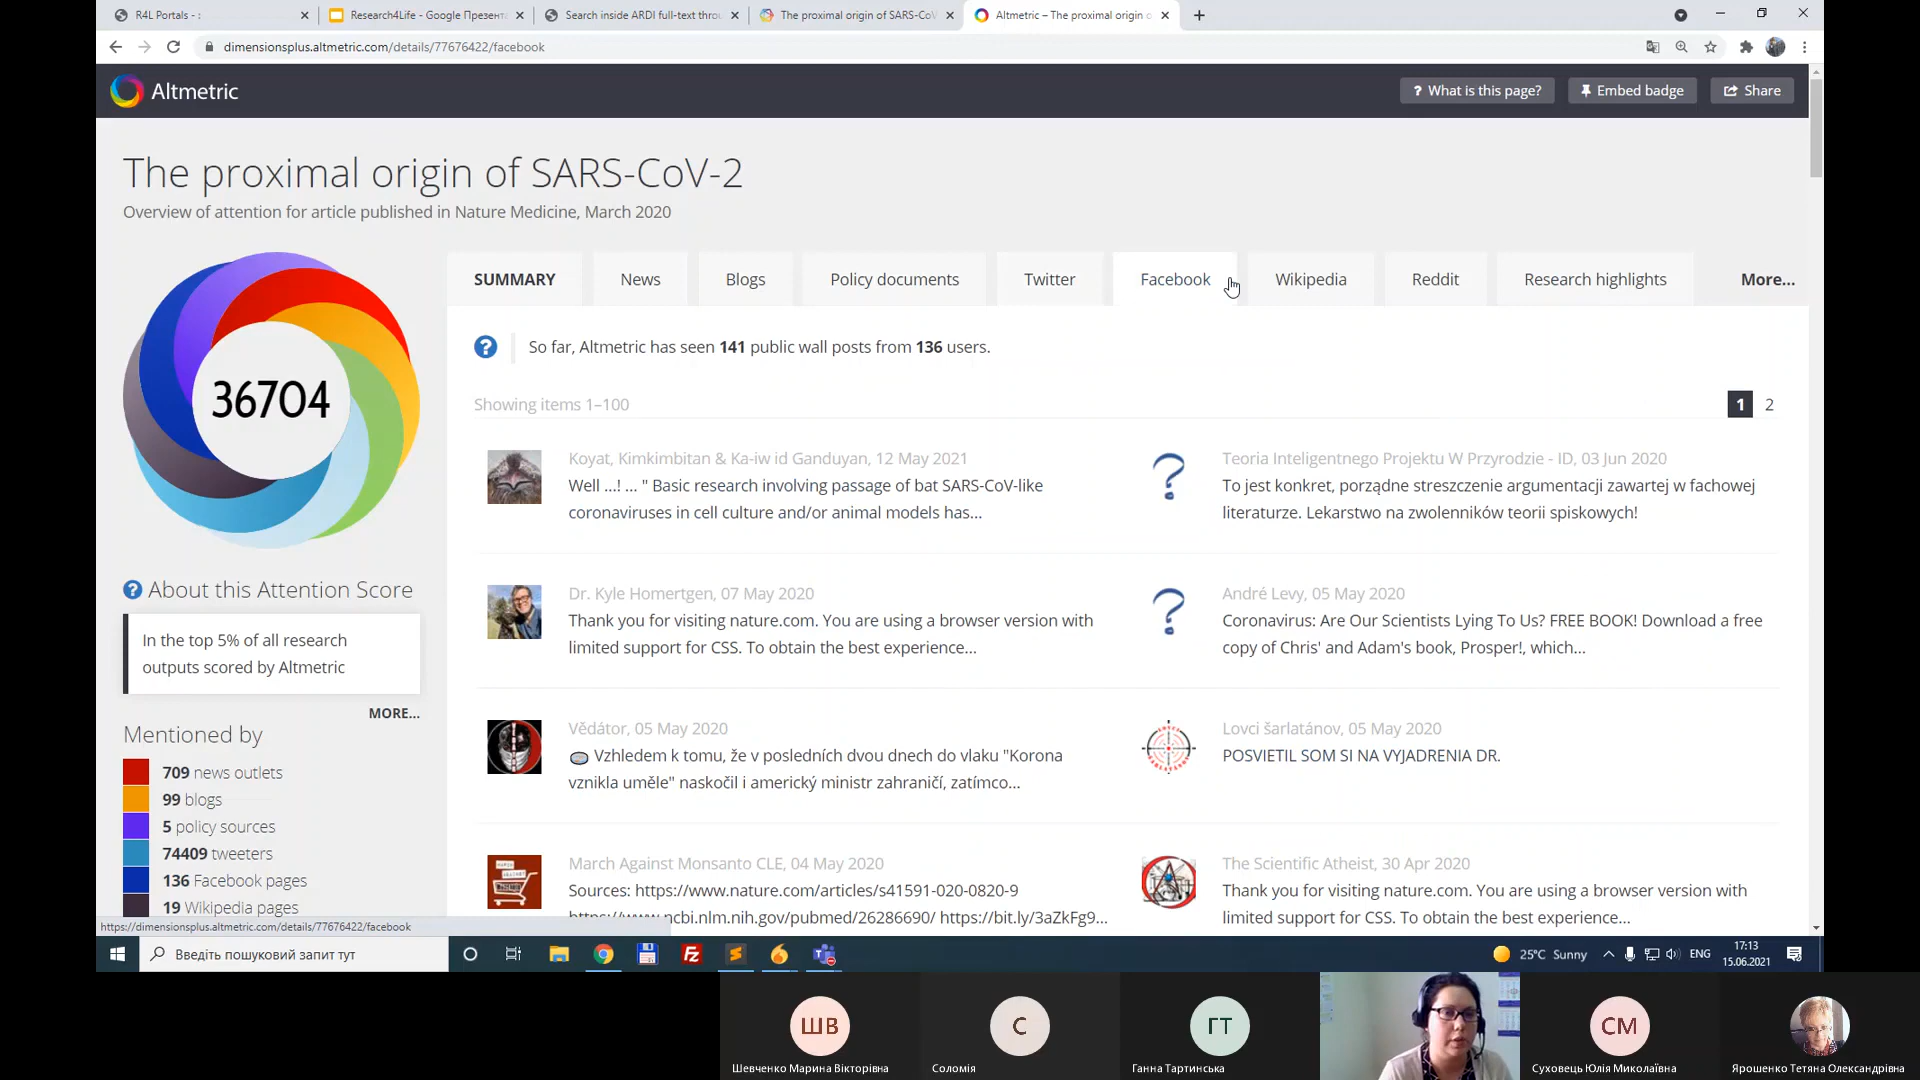 R4L Portals - :
Research4Life - Google Презент
Search inside ARDI full-text throu
The proximal origin of SARS-CoV
Altmetric – The proximal origin o
dimensionsplus.altmetric.com/details/77676422/facebook
Altmetric
What is this page?
Embed badge
Share
The proximal origin of SARS-CoV-2
Overview of attention for article published in Nature Medicine, March 2020
SUMMARY
News
Blogs
Policy documents
Twitter
Facebook
Wikipedia
Reddit
Research highlights
More...
So far, Altmetric has seen 141 public wall posts from 136 users.
Showing items 1–100
1
2
36704
About this Attention Score
In the top 5% of all research
outputs scored by Altmetric
MORE...
Mentioned by
709 news outlets
99 blogs
5 policy sources
74409 tweeters
136 Facebook pages
19 Wikipedia pages
Koyat, Kimkimbitan & Ka-iw id Ganduyan, 12 May 2021
Well ...! ... " Basic research involving passage of bat SARS-CoV-like
coronaviruses in cell culture and/or animal models has...
Teoria Inteligentnego Projektu W Przyrodzie - ID, 03 Jun 2020
To jest konkret, porządne streszczenie argumentacji zawartej w fachowej
literaturze. Lekarstwo na zwolenników teorii spiskowych!
Dr. Kyle Homertgen, 07 May 2020
Thank you for visiting nature.com. You are using a browser version with
limited support for CSS. To obtain the best experience...
André Levy, 05 May 2020
Coronavirus: Are Our Scientists Lying To Us? FREE BOOK! Download a free
copy of Chris' and Adam's book, Prosper!, which...
Vědátor, 05 May 2020
Vzhledem k tomu, že v posledních dvou dnech do vlaku "Korona
vznikla uměle" naskočil i americký ministr zahraničí, zatímco...
Lovci šarlatánov, 05 May 2020
POSVIETIL SOM SI NA VYJADRENIA DR.
March Against Monsanto CLE, 04 May 2020
Sources: https://www.nature.com/articles/s41591-020-0820-9
https://www.ncbi.nlm.nih.gov/pubmed/26286690/ https://bit.ly/3aZkFg9...
The Scientific Atheist, 30 Apr 2020
Thank you for visiting nature.com. You are using a browser version with
limited support for CSS. To obtain the best experience...
https://dimensionsplus.altmetric.com/details/77676422/facebook
Введіть пошуковий запит тут
25°C Sunny
ENG
17:13
15.06.2021
ШВ
С
ГТ
СМ
Шевченко Марина Вікторівна
Соломія
Ганна Тартинська
Суховець Юлія Миколаївна
Ярошенко Тетяна Олександрівна